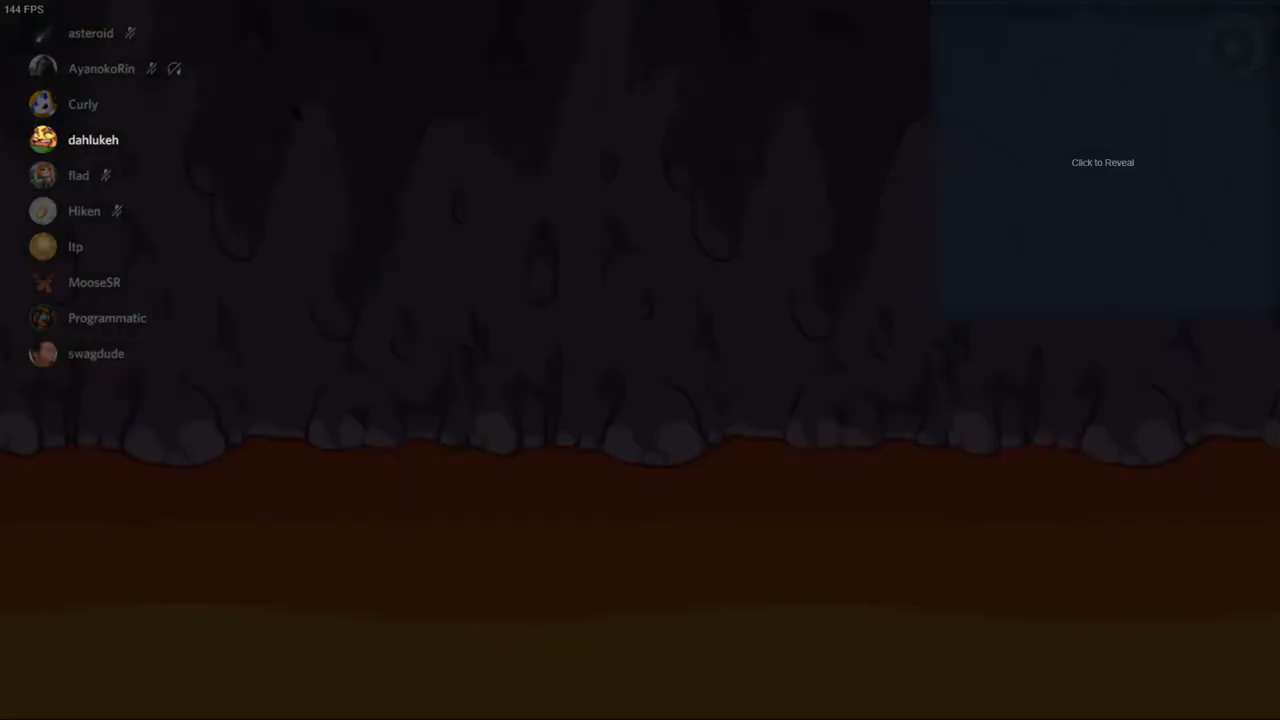 144 FPS
asteroid
AyanokoRin
Curly
dahlukeh
flad
Hiken
ltp
MooseSR
Programmatic
swagdude
Click to Reveal